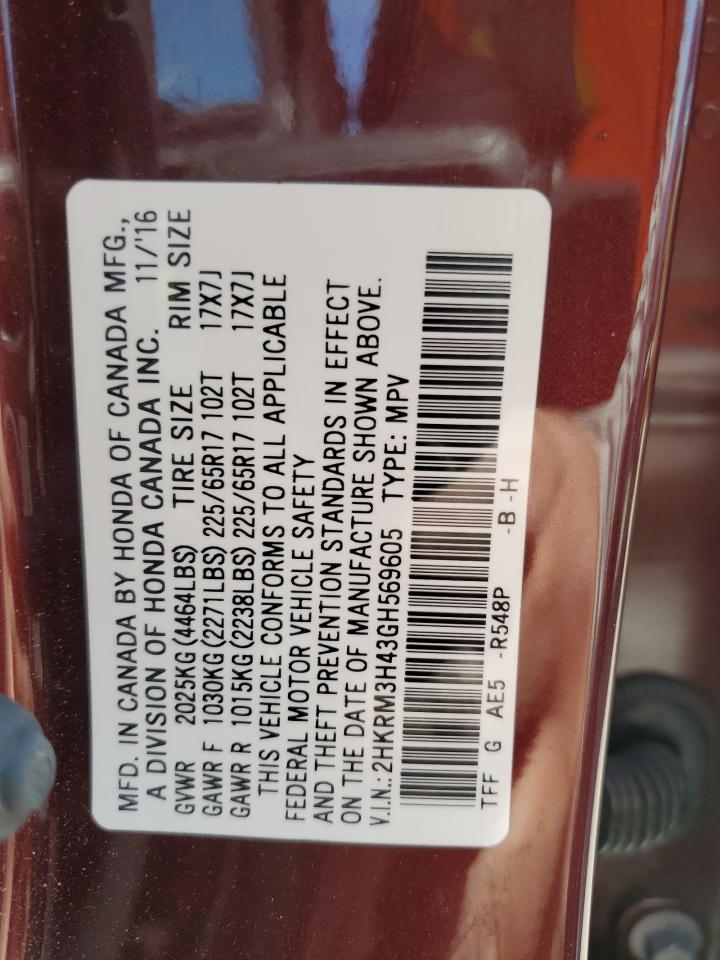 MFD. IN CANADA BY HONDA OF CANADA MFG.,
A DIVISION OF HONDA CANADA INC. 11/'16
GVWR 2025KG (4464LBS) TIRE SIZE RIM SIZE
GAWR F 1030KG (2271LBS) 225/65R17 102T 17X7J
GAWR R 1015KG (2238LBS) 225/65R17 102T 17X7J
THIS VEHICLE CONFORMS TO ALL APPLICABLE
FEDERAL MOTOR VEHICLE SAFETY
AND THEFT PREVENTION STANDARDS IN EFFECT
ON THE DATE OF MANUFACTURE SHOWN ABOVE.
V.I.N.: 2HKRM3H43GH569605 TYPE: MPV
TFF G AE5 -R548P -B -H